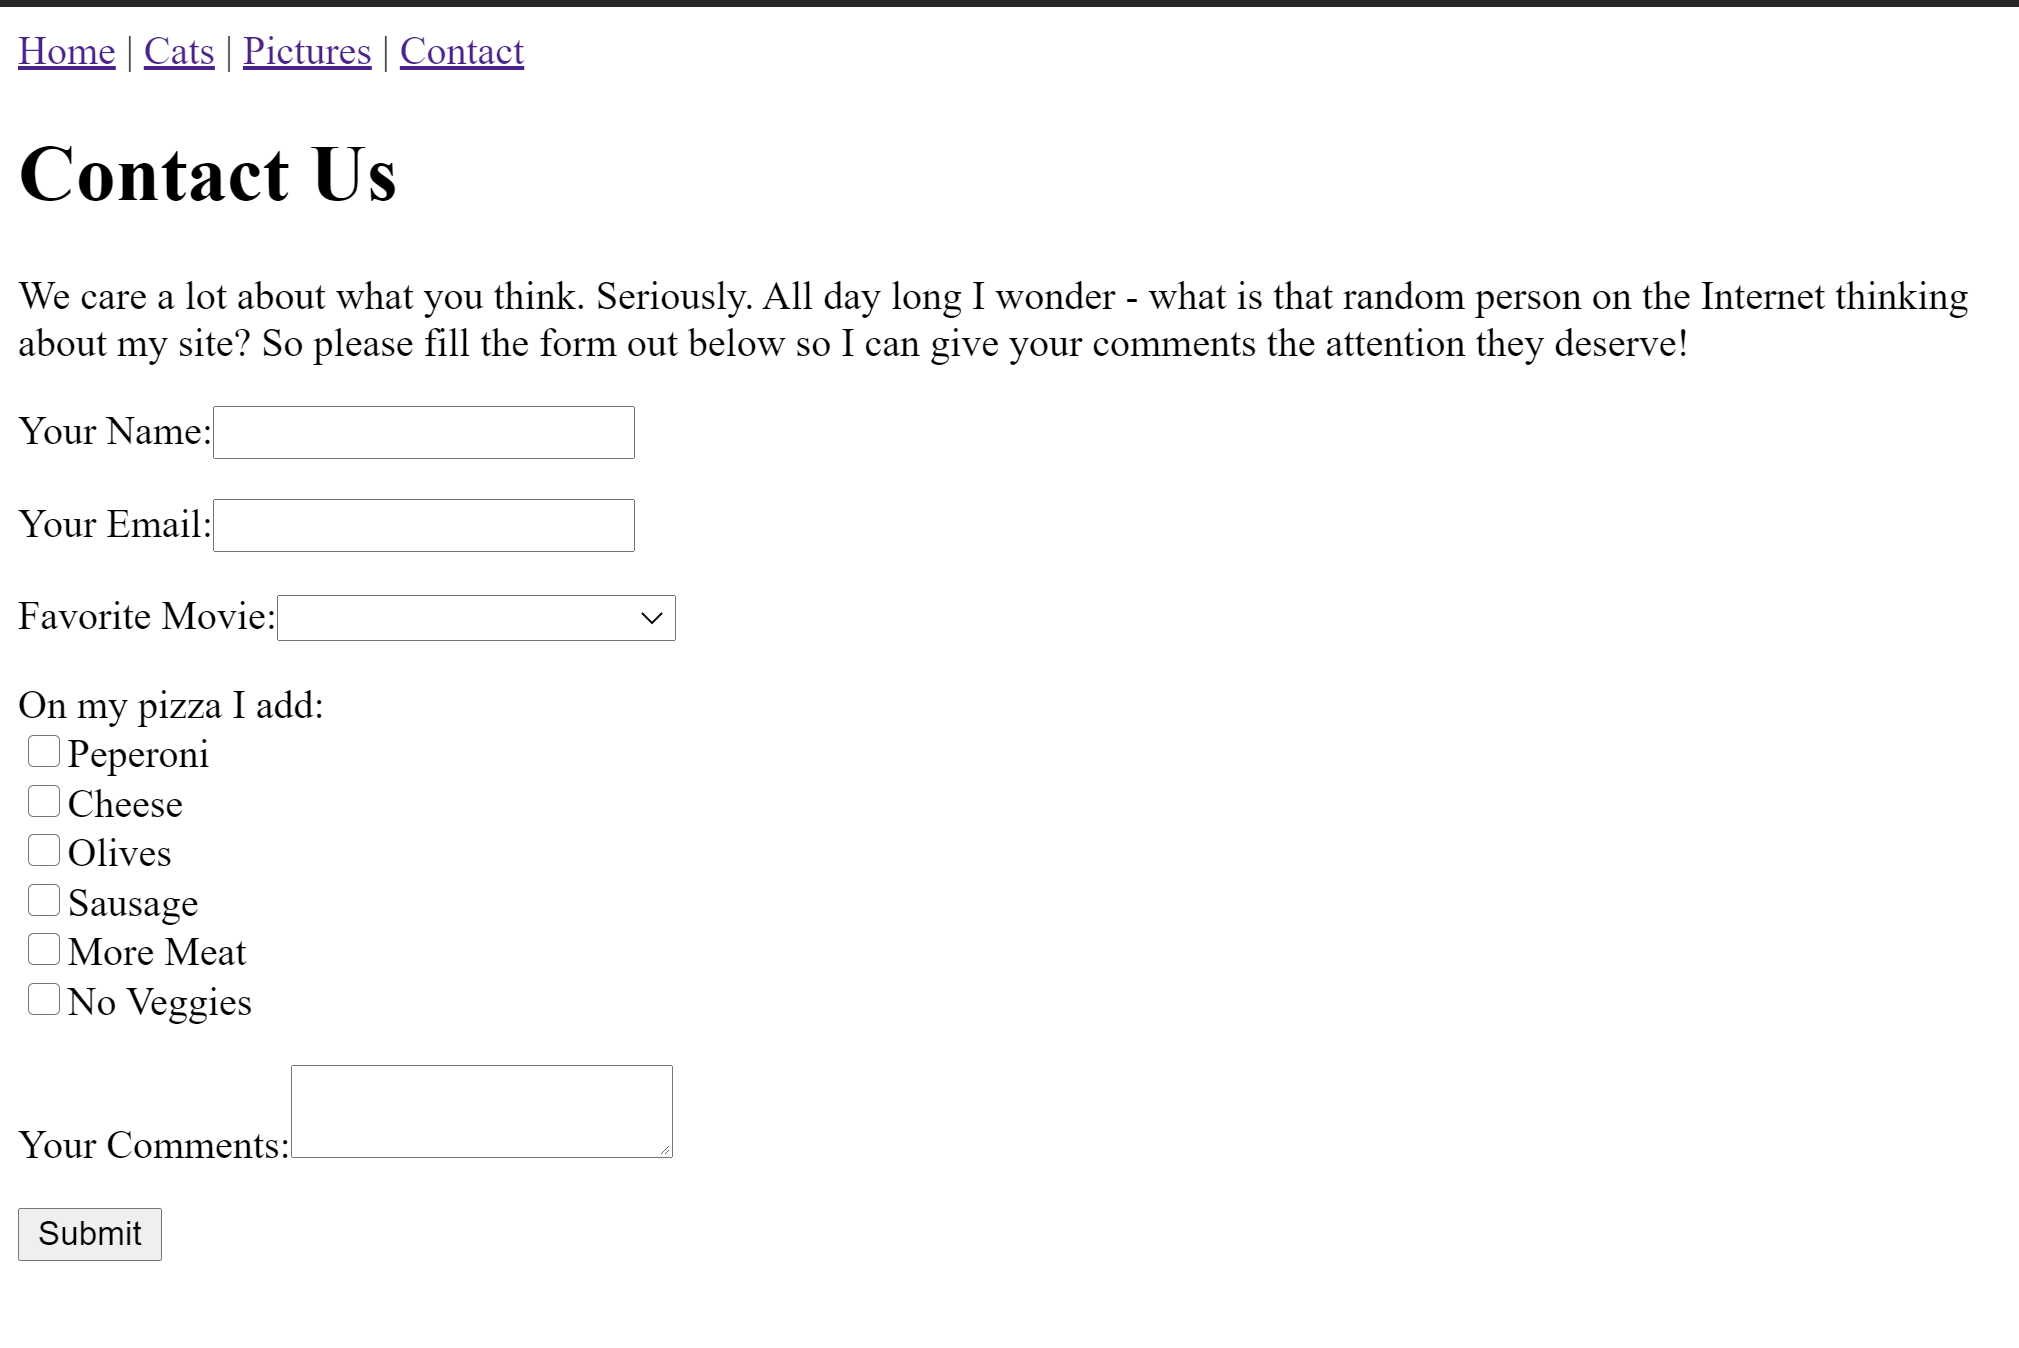 Home | Cats | Pictures | Contact
Contact Us
We care a lot about what you think. Seriously. All day long I wonder - what is that random person on the Internet thinking
about my site? So please fill the form out below so I can give your comments the attention they deserve!
Your Name:
Your Email:
Favorite Movie:
On my pizza I add:
Peperoni
Cheese
Olives
Sausage
More Meat
No Veggies
Your Comments:
Submit